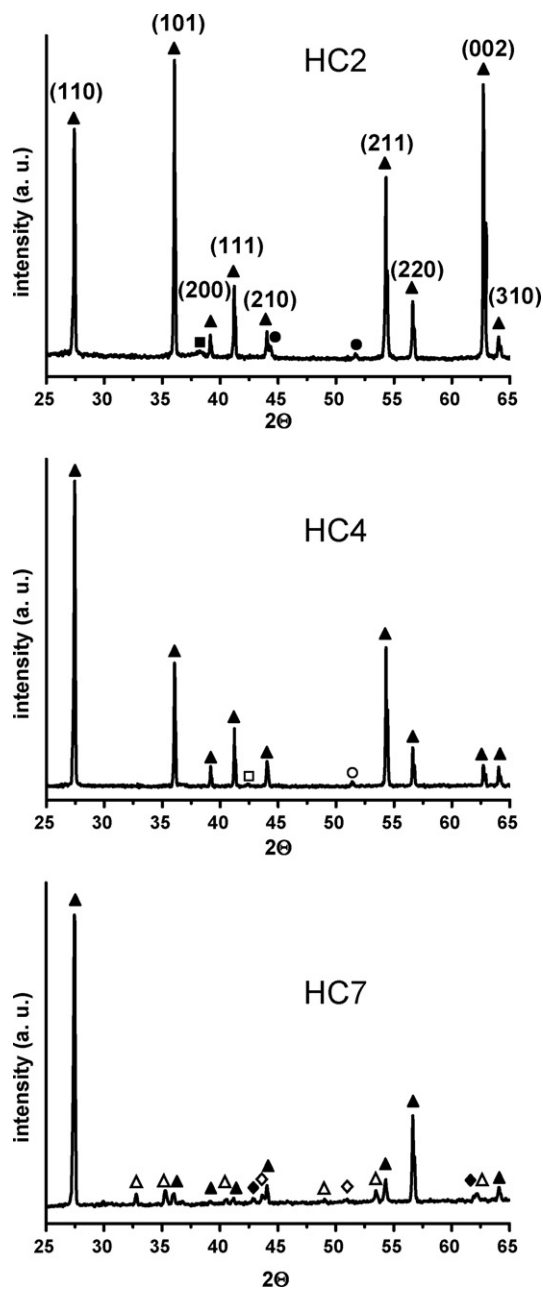 (101)
HC2
(002)
(110)
(211)
(111)
(200)
(210)
(220)
(310)
intensity (a. u.)
25 30 35 40 45 50 55 60 65
2Θ
HC4
intensity (a. u.)
25 30 35 40 45 50 55 60 65
2Θ
HC7
intensity (a. u.)
25 30 35 40 45 50 55 60 65
2Θ